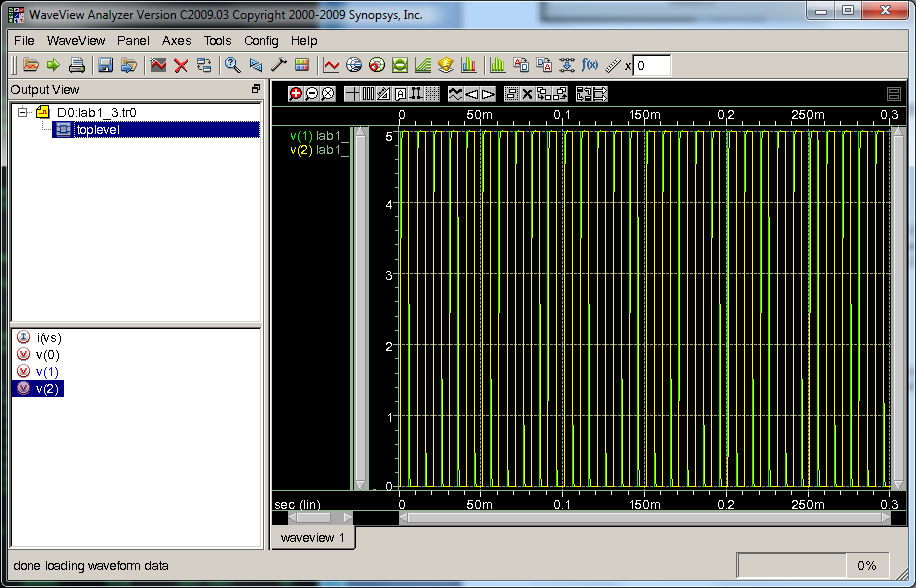 WaveView Analyzer Version C2009.03 Copyright 2000-2009 Synopsys, Inc.
File WaveView Panel Axes Tools Config Help
x 0
Output View
D0:lab1_3.tr0
toplevel
i(vs)
v(0)
v(1)
v(2)
0 50m 0.1 150m 0.2 250m 0.3
v(1) lab1_
v(2) lab1_
5
4
3
2
1
0
sec (lin) 0 50m 0.1 150m 0.2 250m 0.3
waveview 1
done loading waveform data
0%